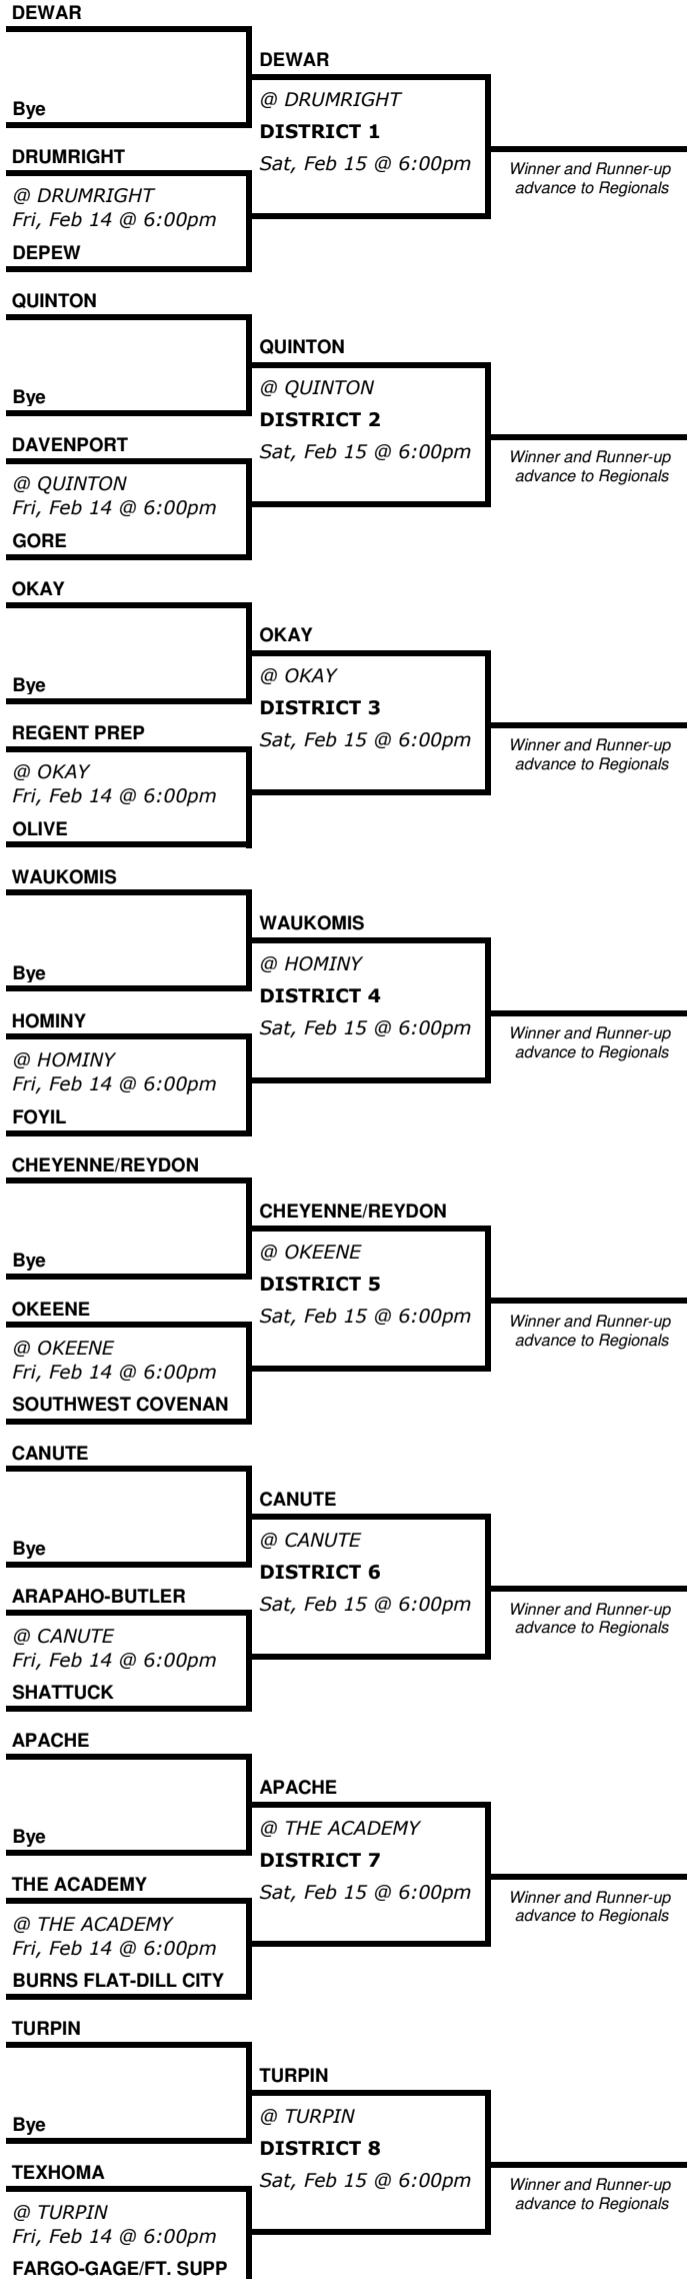 DEWAR
DEWAR
Bye
@ DRUMRIGHT
DISTRICT 1
DRUMRIGHT
Sat, Feb 15 @ 6:00pm
Winner and Runner-up
advance to Regionals
@ DRUMRIGHT
Fri, Feb 14 @ 6:00pm
DEPEW
QUINTON
QUINTON
Bye
@ QUINTON
DISTRICT 2
DAVENPORT
Sat, Feb 15 @ 6:00pm
Winner and Runner-up
advance to Regionals
@ QUINTON
Fri, Feb 14 @ 6:00pm
GORE
OKAY
OKAY
Bye
@ OKAY
DISTRICT 3
REGENT PREP
Sat, Feb 15 @ 6:00pm
Winner and Runner-up
advance to Regionals
@ OKAY
Fri, Feb 14 @ 6:00pm
OLIVE
WAUKOMIS
WAUKOMIS
Bye
@ HOMINY
DISTRICT 4
HOMINY
Sat, Feb 15 @ 6:00pm
Winner and Runner-up
advance to Regionals
@ HOMINY
Fri, Feb 14 @ 6:00pm
FOYIL
CHEYENNE/REYDON
CHEYENNE/REYDON
Bye
@ OKEENE
DISTRICT 5
OKEENE
Sat, Feb 15 @ 6:00pm
Winner and Runner-up
advance to Regionals
@ OKEENE
Fri, Feb 14 @ 6:00pm
SOUTHWEST COVENAN
CANUTE
CANUTE
Bye
@ CANUTE
DISTRICT 6
ARAPAHO-BUTLER
Sat, Feb 15 @ 6:00pm
Winner and Runner-up
advance to Regionals
@ CANUTE
Fri, Feb 14 @ 6:00pm
SHATTUCK
APACHE
APACHE
Bye
@ THE ACADEMY
DISTRICT 7
THE ACADEMY
Sat, Feb 15 @ 6:00pm
Winner and Runner-up
advance to Regionals
@ THE ACADEMY
Fri, Feb 14 @ 6:00pm
BURNS FLAT-DILL CITY
TURPIN
TURPIN
Bye
@ TURPIN
DISTRICT 8
TEXHOMA
Sat, Feb 15 @ 6:00pm
Winner and Runner-up
advance to Regionals
@ TURPIN
Fri, Feb 14 @ 6:00pm
FARGO-GAGE/FT. SUPP